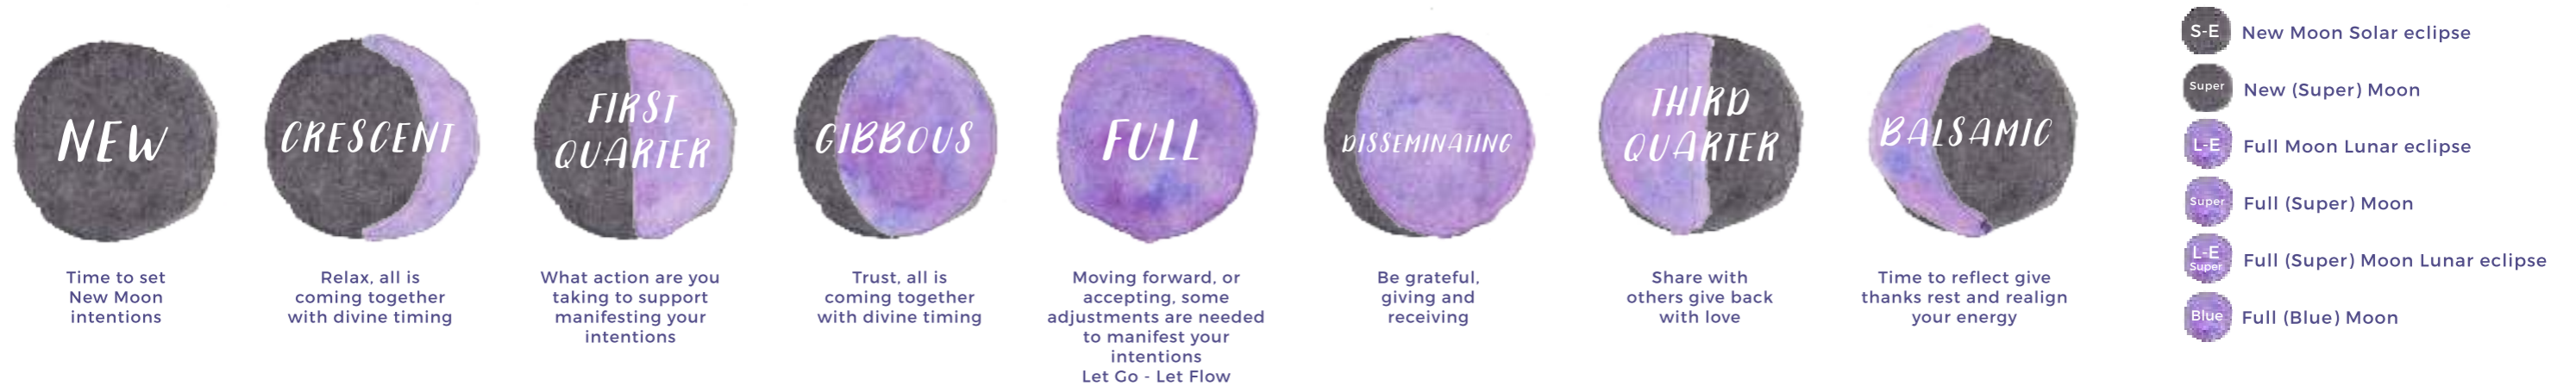 NEW
Time to set
New Moon
intentions
CRESCENT
Relax, all is
coming together
with divine timing
FIRST
QUARTER
What action are you
taking to support
manifesting your
intentions
GIBBOUS
Trust, all is
coming together
with divine timing
FULL
Moving forward, or
accepting, some
adjustments are needed
to manifest your
intentions
Let Go - Let Flow
DISSEMINATING
Be grateful,
giving and
receiving
THIRD
QUARTER
Share with
others give back
with love
BALSAMIC
Time to reflect give
thanks rest and realign
your energy
S-E New Moon Solar eclipse
Super New (Super) Moon
L-E Full Moon Lunar eclipse
Super Full (Super) Moon
L-E
Super Full (Super) Moon Lunar eclipse
Blue Full (Blue) Moon